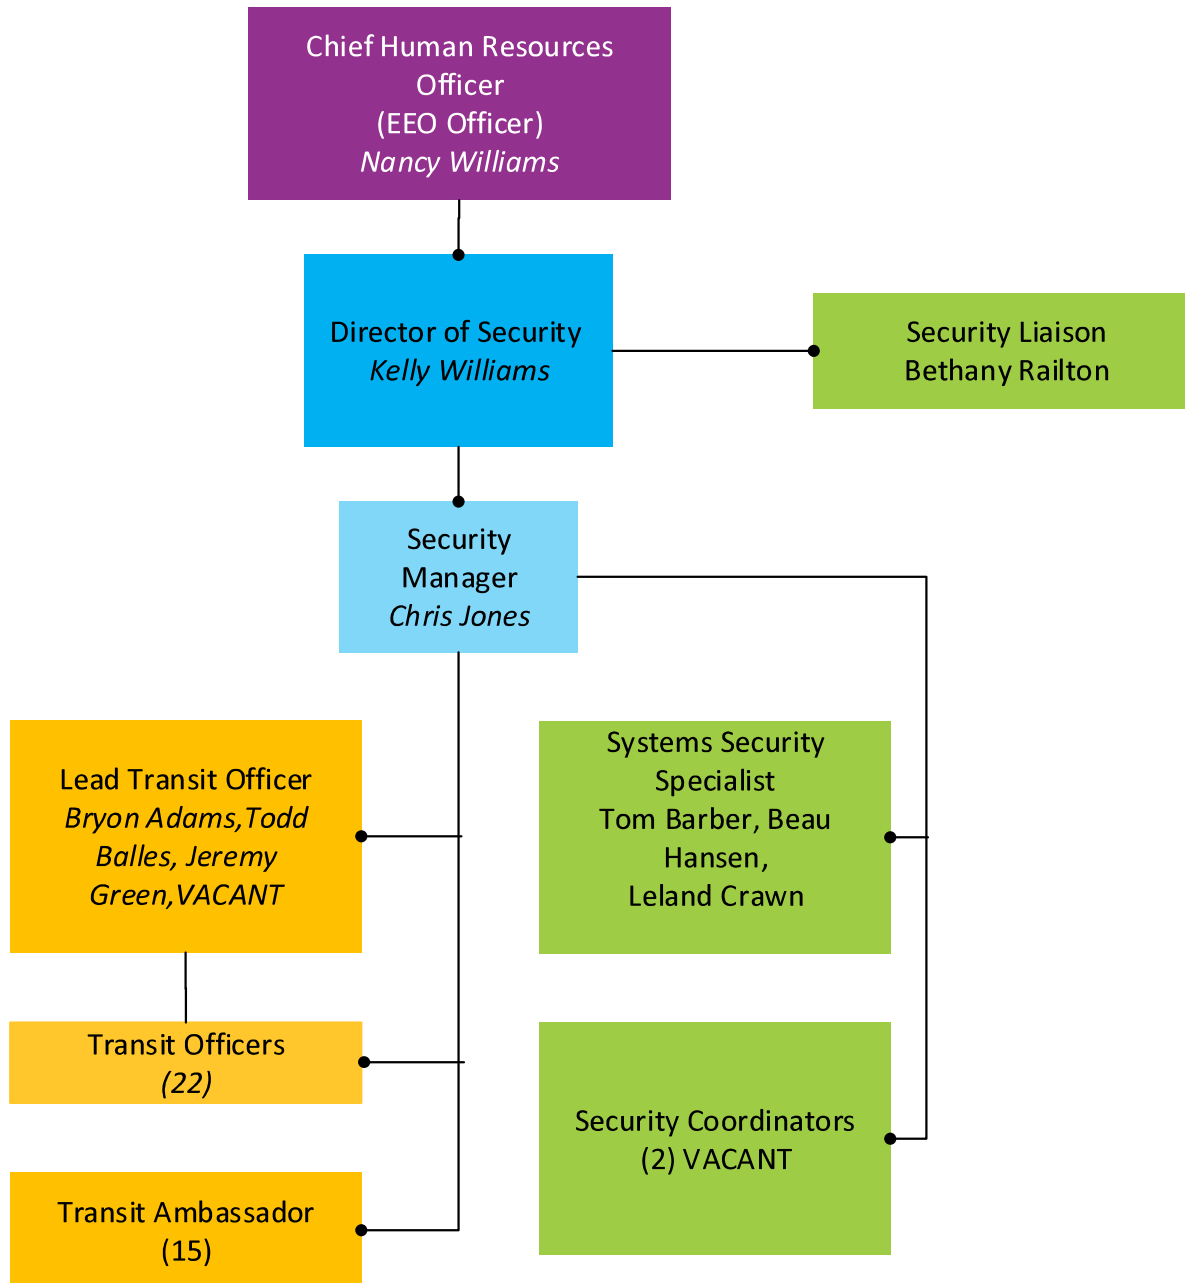 Chief Human Resources
Officer
(EEO Officer)
Nancy Williams
Director of Security
Kelly Williams
Security Liaison
Bethany Railton
Security
Manager
Chris Jones
Lead Transit Officer
Bryon Adams,Todd
Balles, Jeremy
Green,VACANT
Systems Security
Specialist
Tom Barber, Beau
Hansen,
Leland Crawn
Transit Officers
(22)
Security Coordinators
(2) VACANT
Transit Ambassador
(15)